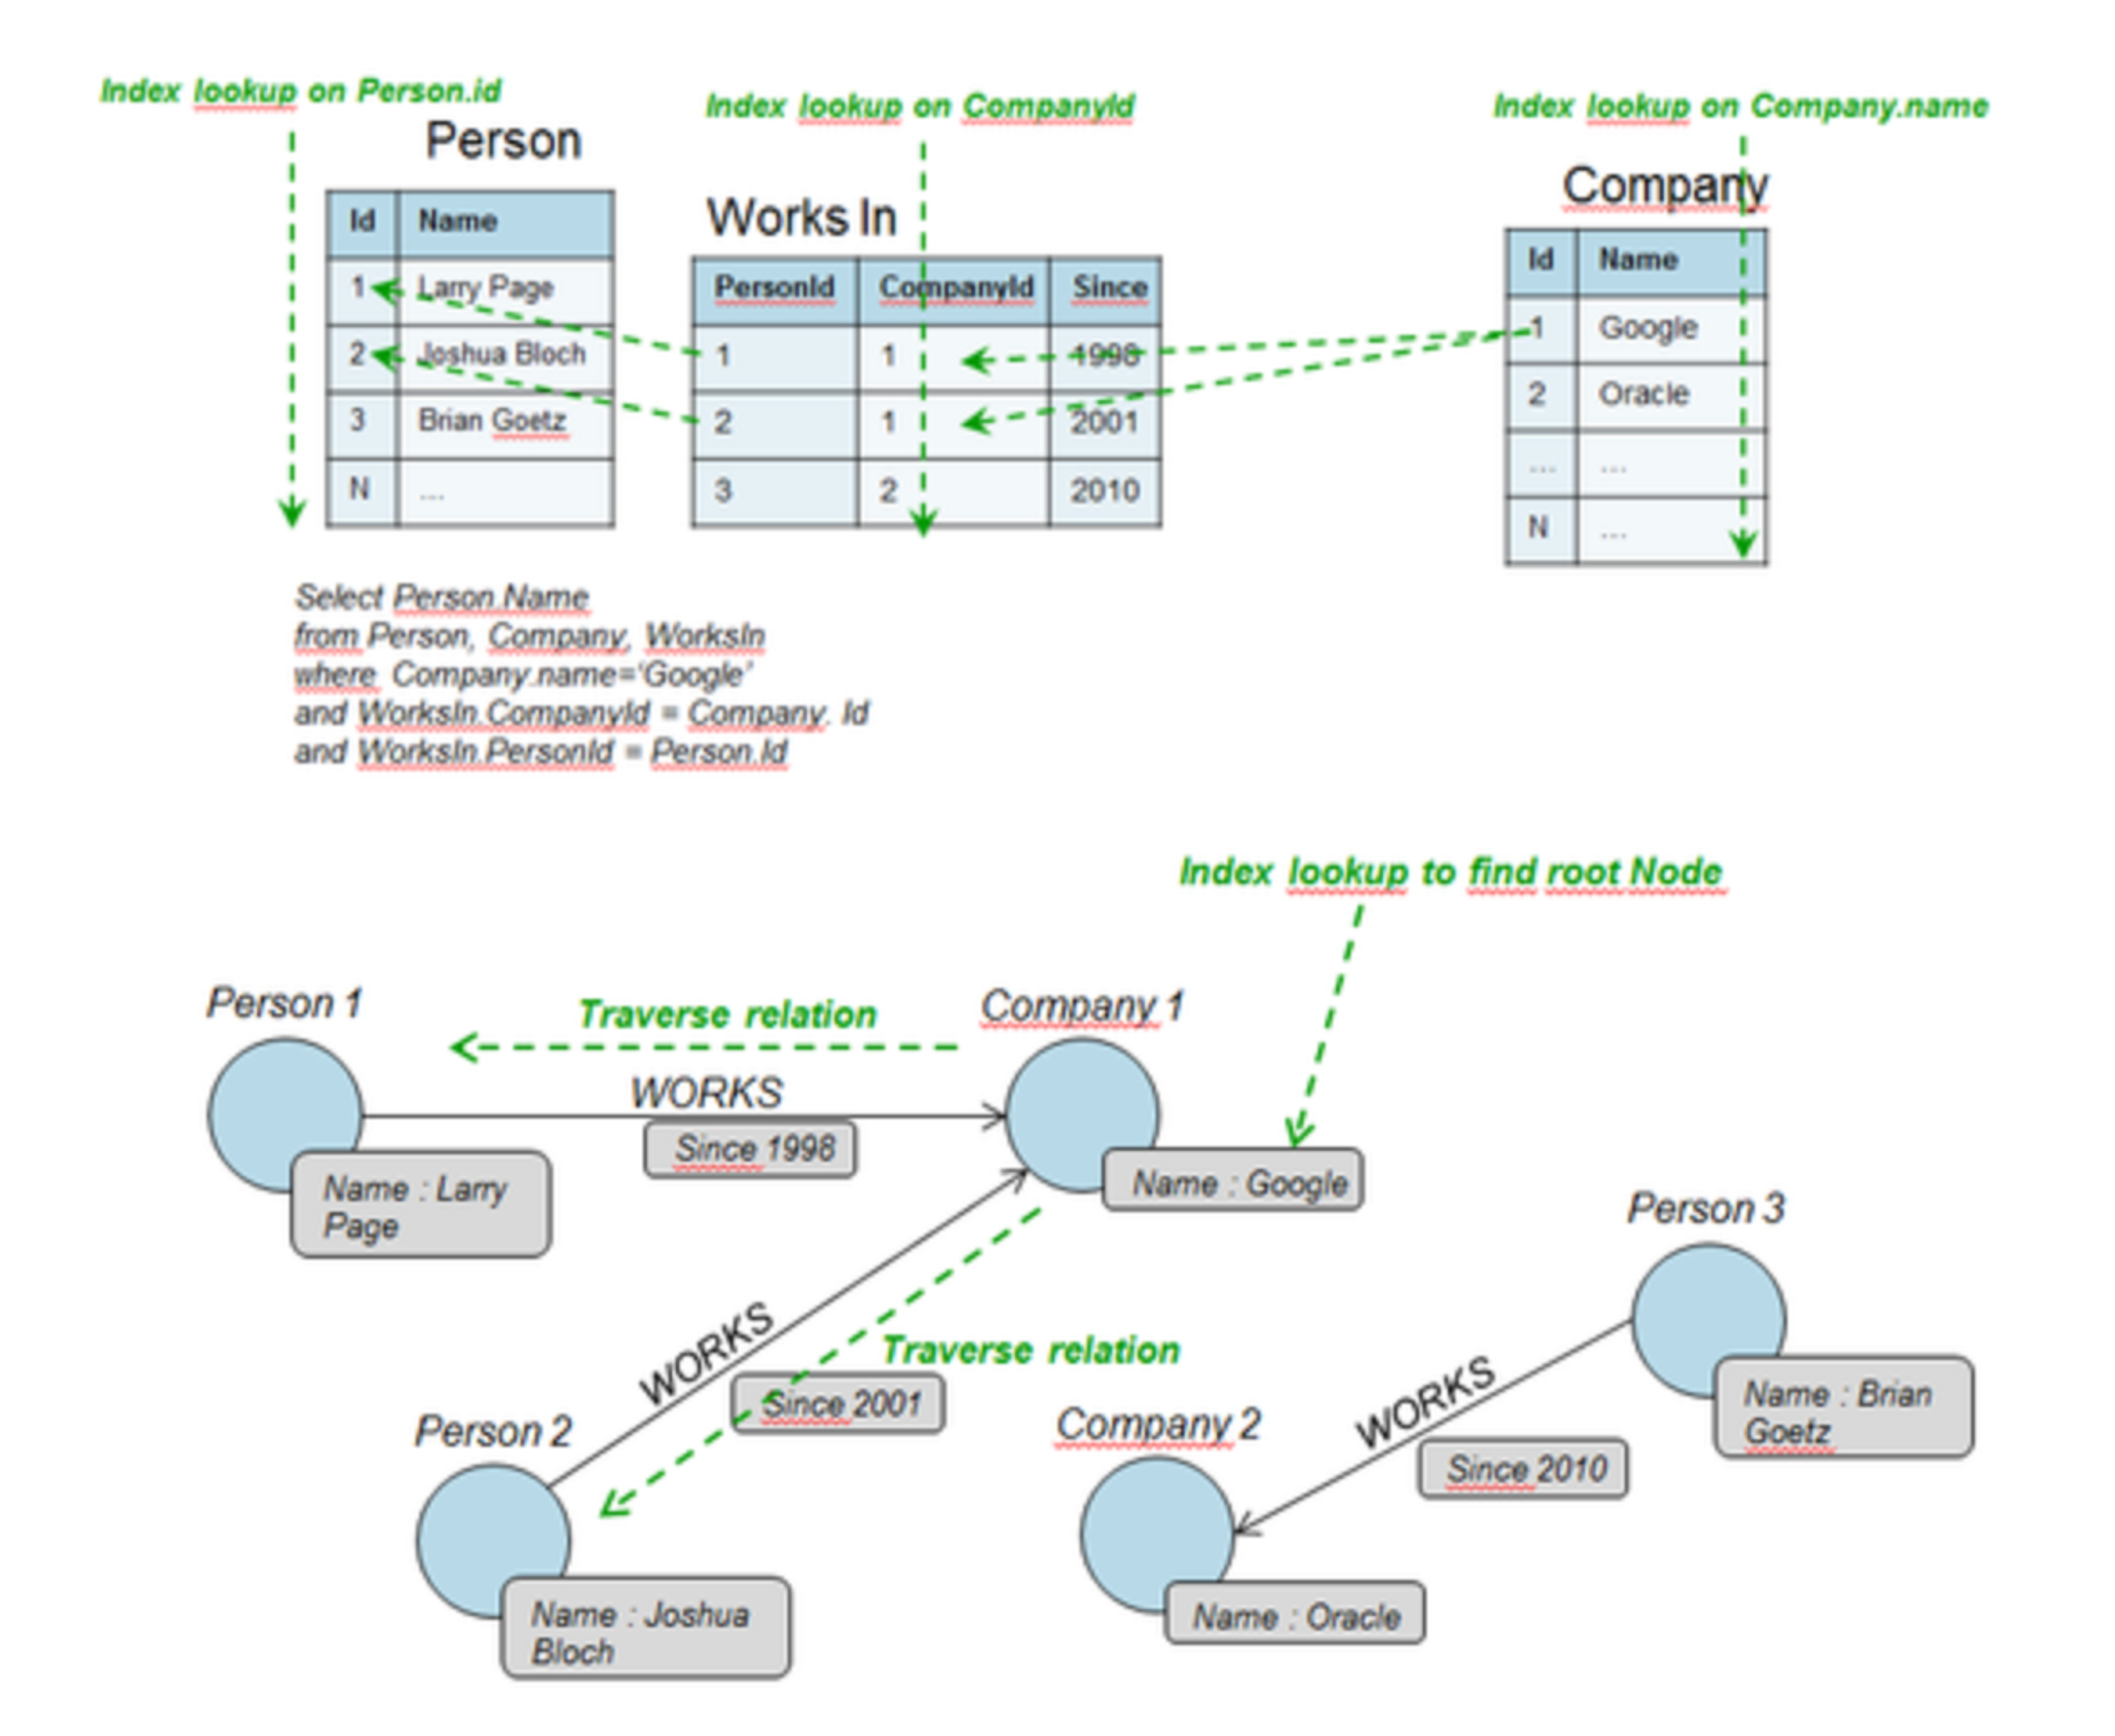 Index lookup on Person.id
Index lookup on CompanyId
Index lookup on Company.name
Person
Works In
Company
Id Name
1 Larry Page
2 Joshua Bloch
3 Brian Goetz
N ...
PersonId CompanyId Since
1 1 1998
2 1 2001
3 2 2010
Id Name
1 Google
2 Oracle
... ...
N ...
Select Person.Name
from Person, Company, WorksIn
where Company.name='Google'
and WorksIn.CompanyId = Company. Id
and WorksIn.PersonId = Person.Id
Index lookup to find root Node
Person 1
Traverse relation
Company 1
WORKS
Since 1998
Name : Larry
Page
Name : Google
Person 3
WORKS
Traverse relation
Since 2001
Person 2
Company 2
WORKS
Name : Brian
Goetz
Since 2010
Name : Joshua
Bloch
Name : Oracle